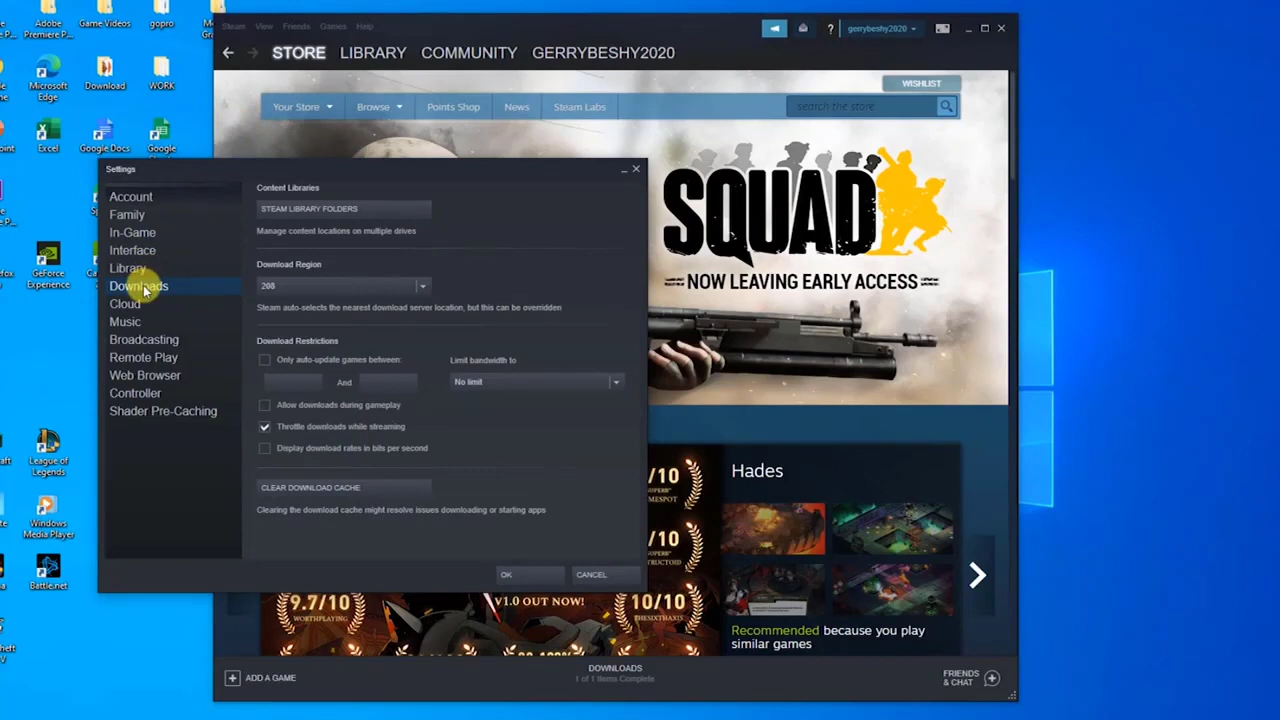 Adobe
Premiere P...
Game Videos
gopro
Microsoft
Edge
Download
WORK
Excel
Google Docs
Google
GeForce
Experience
League of
Legends
Windows
Media Player
Battle.net
Steam View Friends Games Help
? gerrybeshy2020
STORE LIBRARY COMMUNITY GERRYBESHY2020
WISHLIST
Your Store Browse Points Shop News Steam Labs search the store
SQUAD
NOW LEAVING EARLY ACCESS
Settings
Account
Family
In-Game
Interface
Library
Downloads
Cloud
Music
Broadcasting
Remote Play
Web Browser
Controller
Shader Pre-Caching
Content Libraries
STEAM LIBRARY FOLDERS
Manage content locations on multiple drives
Download Region
208
Steam auto-selects the nearest download server location, but this can be overridden
Download Restrictions
Only auto-update games between: Limit bandwidth to
And No limit
Allow downloads during gameplay
Throttle downloads while streaming
Display download rates in bits per second
CLEAR DOWNLOAD CACHE
Clearing the download cache might resolve issues downloading or starting apps
OK CANCEL
Hades
9.7/10
WORTHPLAYING
V1.0 OUT NOW!
10/10
THESIXTHAXIS
Recommended because you play
similar games
ADD A GAME
DOWNLOADS
1 of 1 Items Complete
FRIENDS
& CHAT